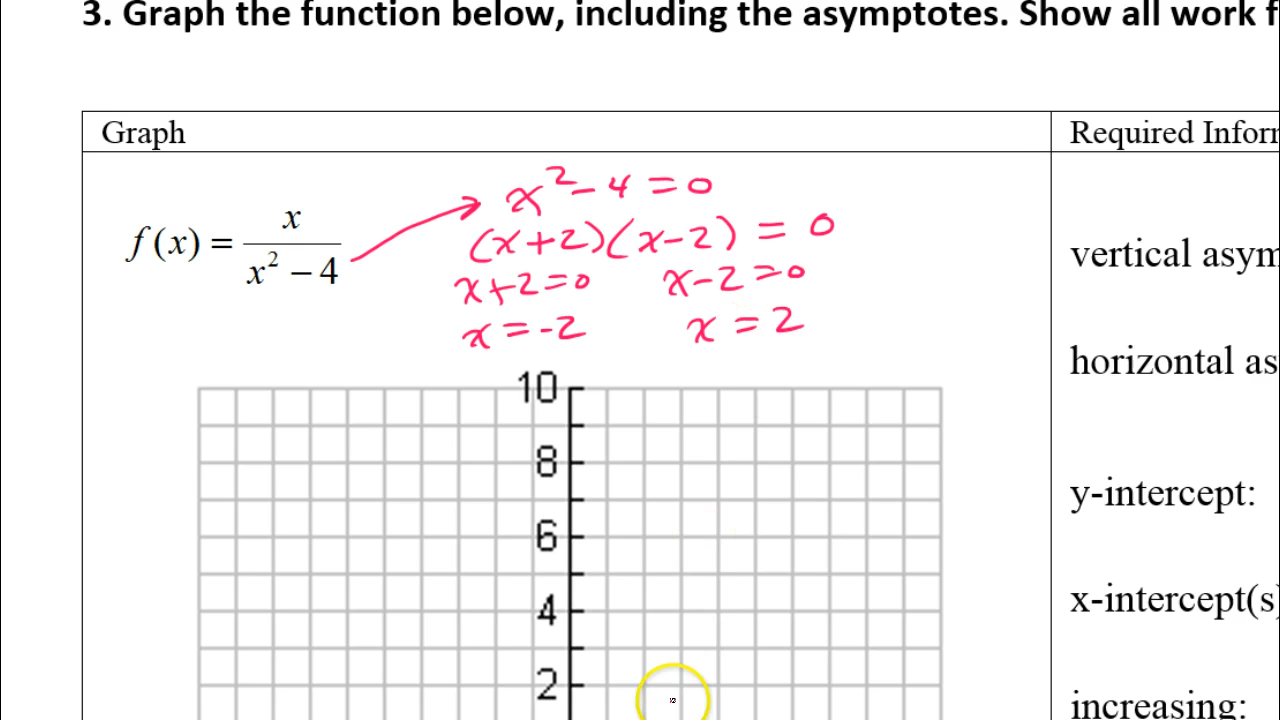 3. Graph the function below, including the asymptotes. Show all work f
Graph
Required Infor
f(x) = x / (x² − 4)
x² − 4 = 0
(x+2)(x−2) = 0
x+2=0 x−2=0
x = -2 x = 2
vertical asym
horizontal as
y-intercept:
x-intercept(s)
increasing:
10
8
6
4
2